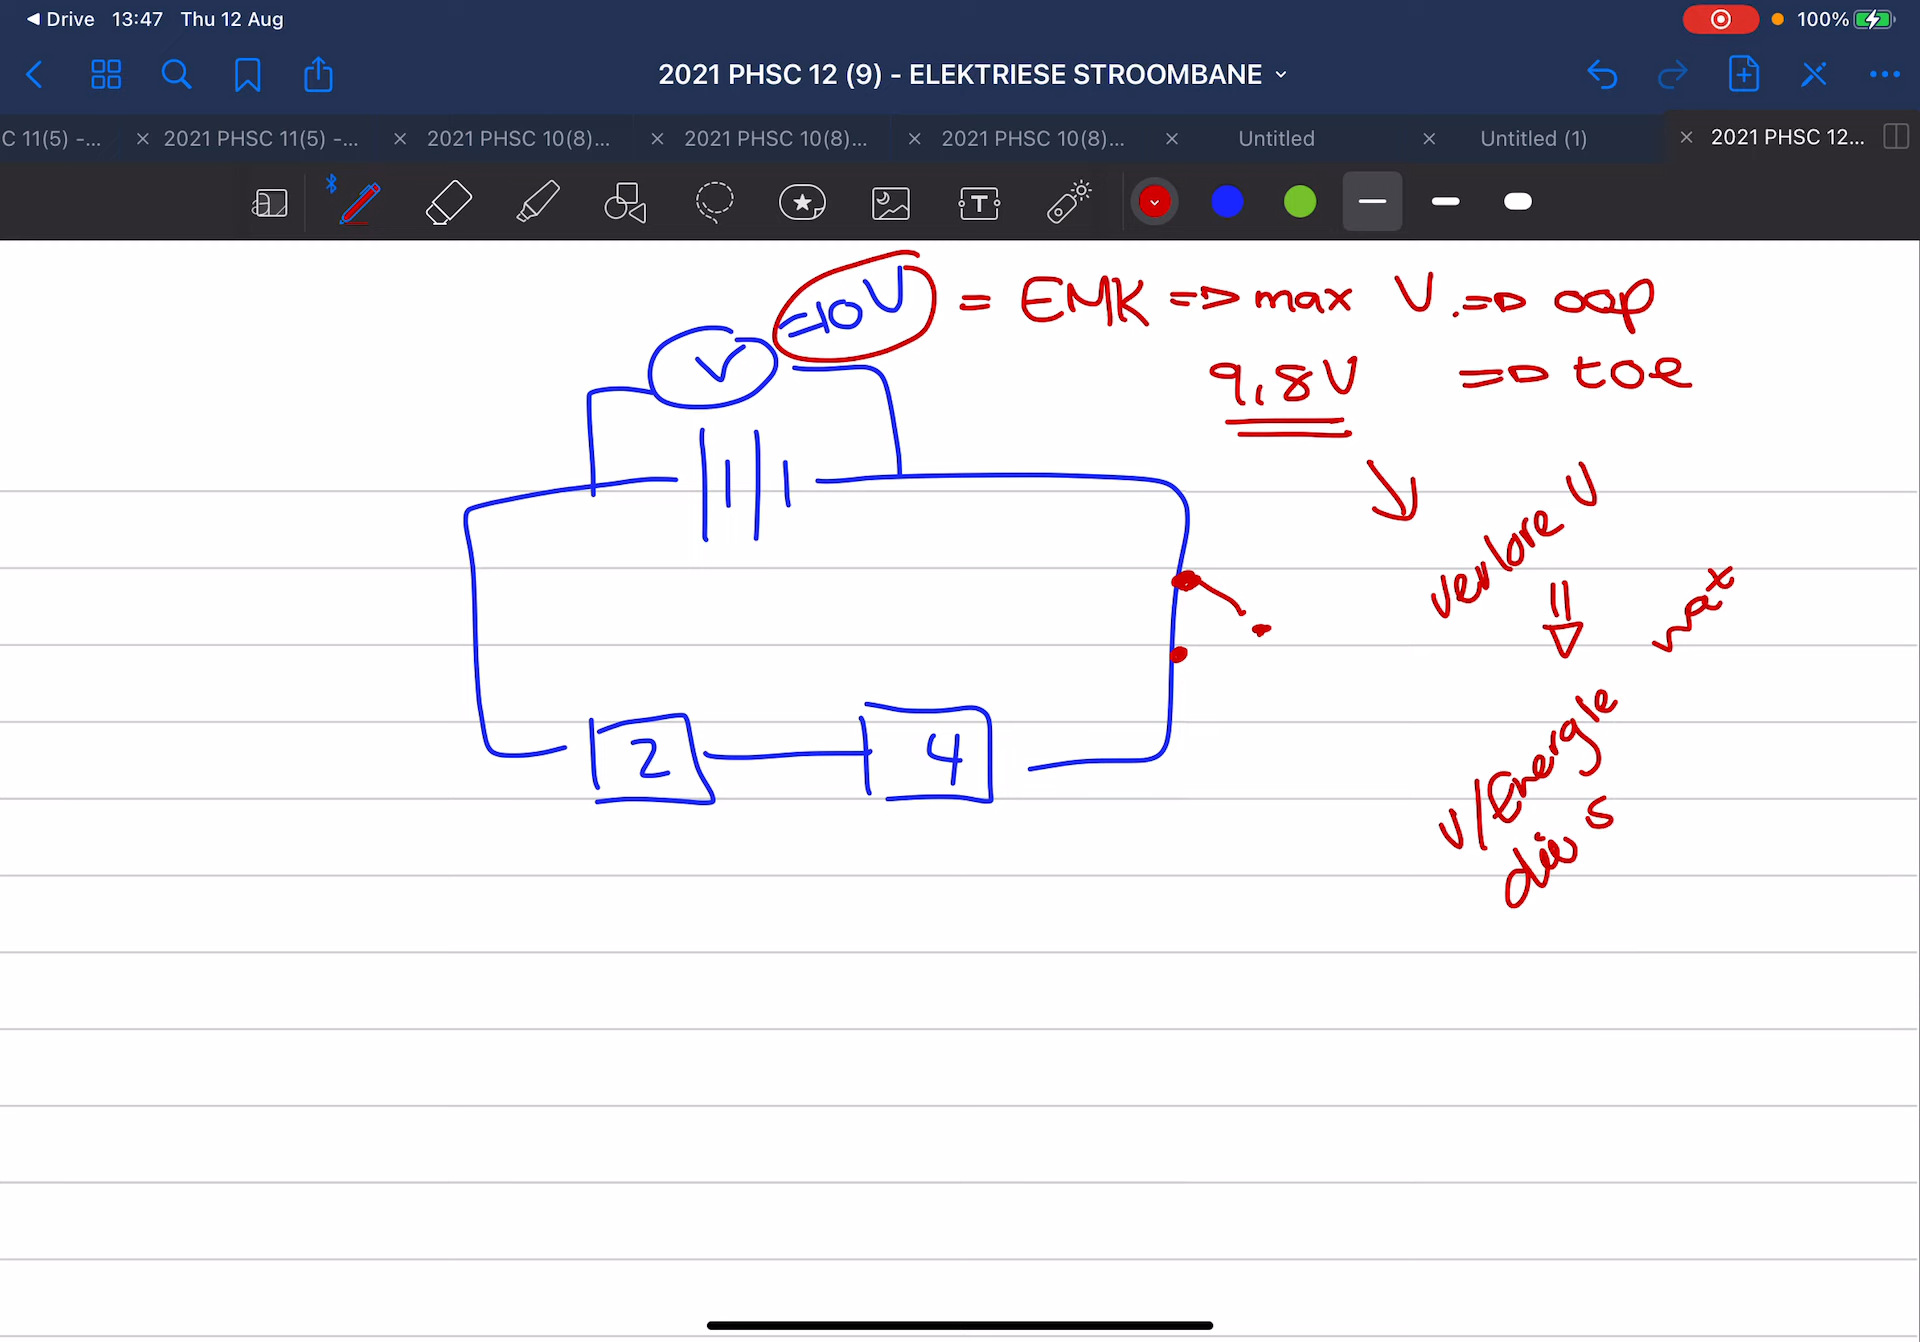 Drive 13:47 Thu 12 Aug 100%
2021 PHSC 12 (9) - ELEKTRIESE STROOMBANE
C 11(5) -... 2021 PHSC 11(5) -... 2021 PHSC 10(8)... 2021 PHSC 10(8)... 2021 PHSC 10(8)... Untitled Untitled (1) 2021 PHSC 12...
T
=10V = EMK => max V. => oop
V
9,8V => toe
verlore V
wat
V/Energie
die
2
4